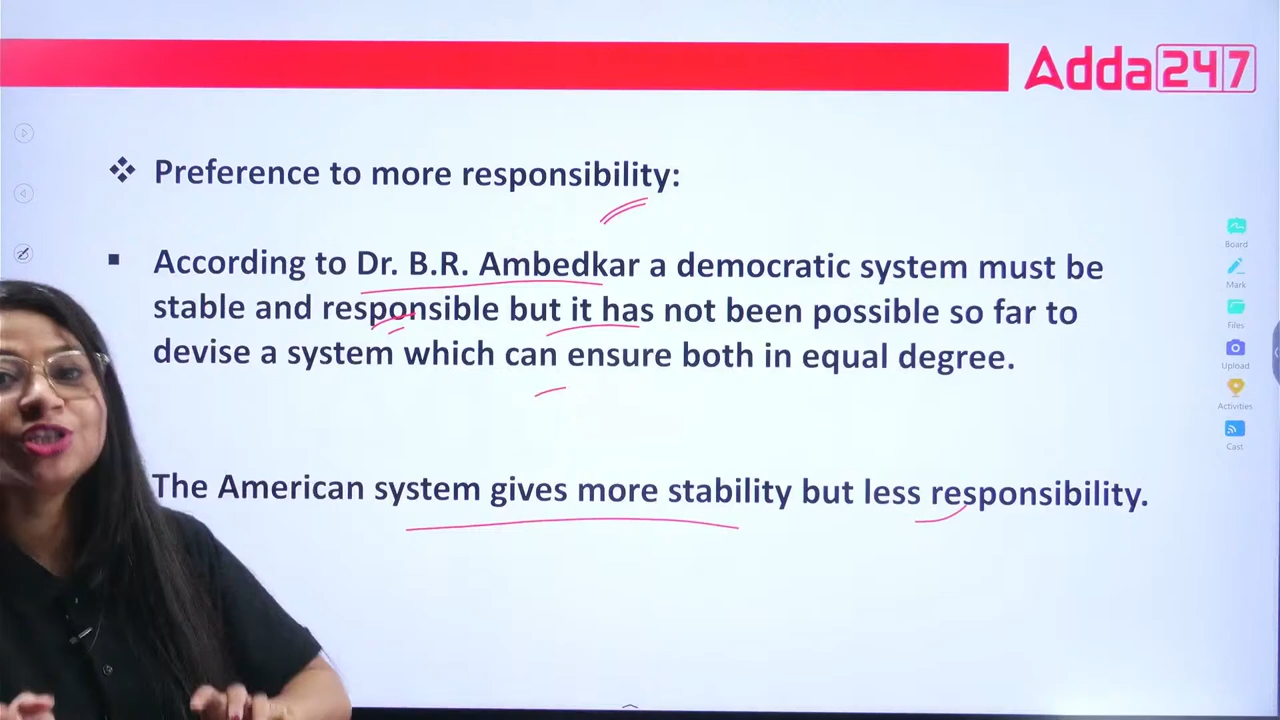 Adda 247
❖ Preference to more responsibility:
▪ According to Dr. B.R. Ambedkar a democratic system must be
stable and responsible but it has not been possible so far to
devise a system which can ensure both in equal degree.
The American system gives more stability but less responsibility.
Board
Mark
Files
Upload
Activities
Cast